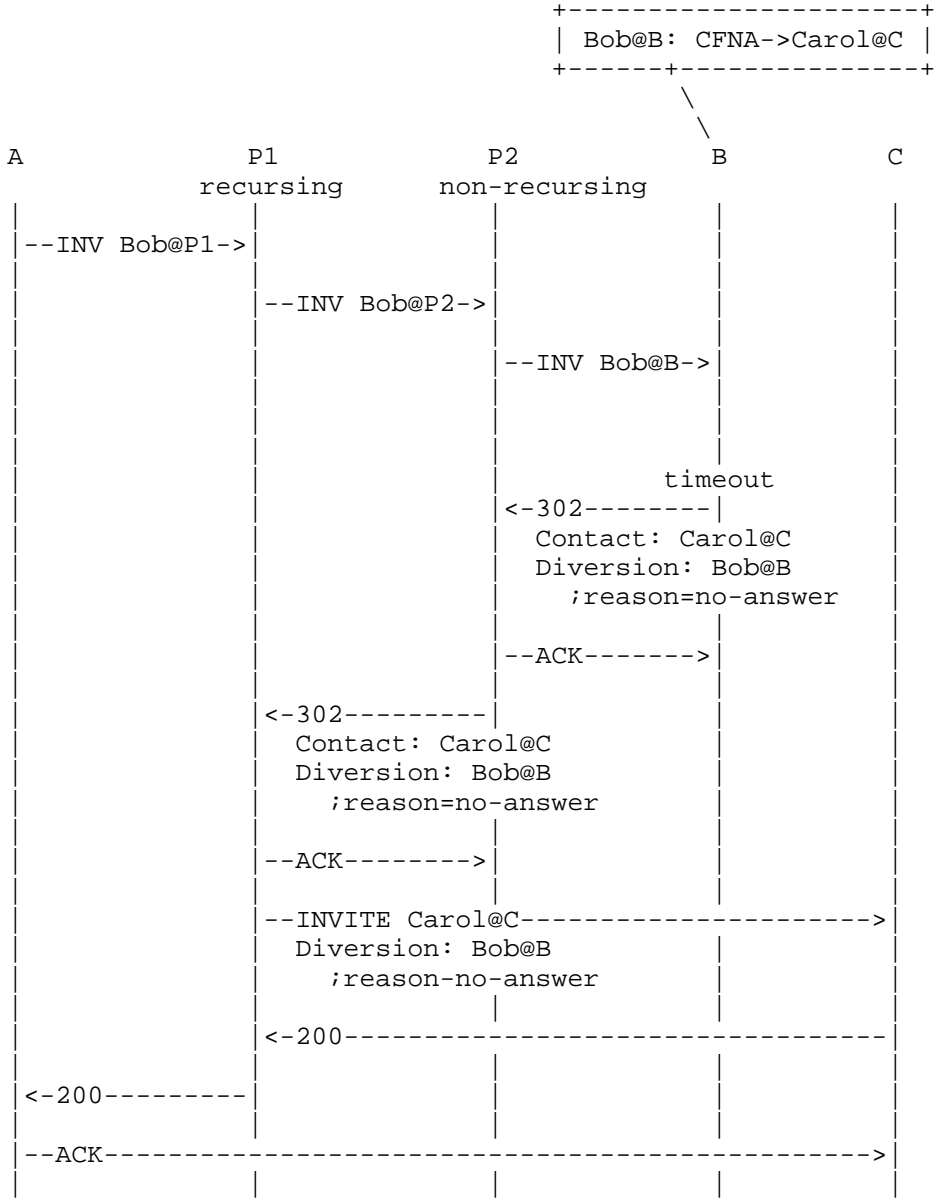 Bob@B: CFNA->Carol@C
A P1 P2 B C
recursing non-recursing
--INV Bob@P1->
--INV Bob@P2->
--INV Bob@B->
timeout
<-302--------
Contact: Carol@C
Diversion: Bob@B
;reason=no-answer
--ACK------->
<-302---------
Contact: Carol@C
Diversion: Bob@B
;reason=no-answer
--ACK-------->
--INVITE Carol@C--------------------->
Diversion: Bob@B
;reason-no-answer
<-200--------------------------------
<-200---------
--ACK------------------------------------------------>